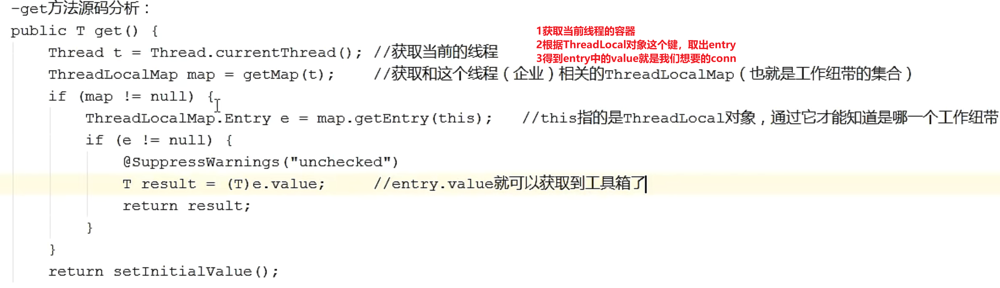 -get方法源码分析：
public T get() {
1获取当前线程的容器
2根据ThreadLocal对象这个键，取出entry
3得到entry中的value就是我们想要的conn
Thread t = Thread.currentThread(); //获取当前的线程
ThreadLocalMap map = getMap(t); //获取和这个线程（企业）相关的ThreadLocalMap（也就是工作纽带的集合）
if (map != null) {
ThreadLocalMap.Entry e = map.getEntry(this); //this指的是ThreadLocal对象，通过它才能知道是哪一个工作纽带
if (e != null) {
@SuppressWarnings("unchecked")
T result = (T)e.value; //entry.value就可以获取到工具箱了
return result;
}
}
return setInitialValue();